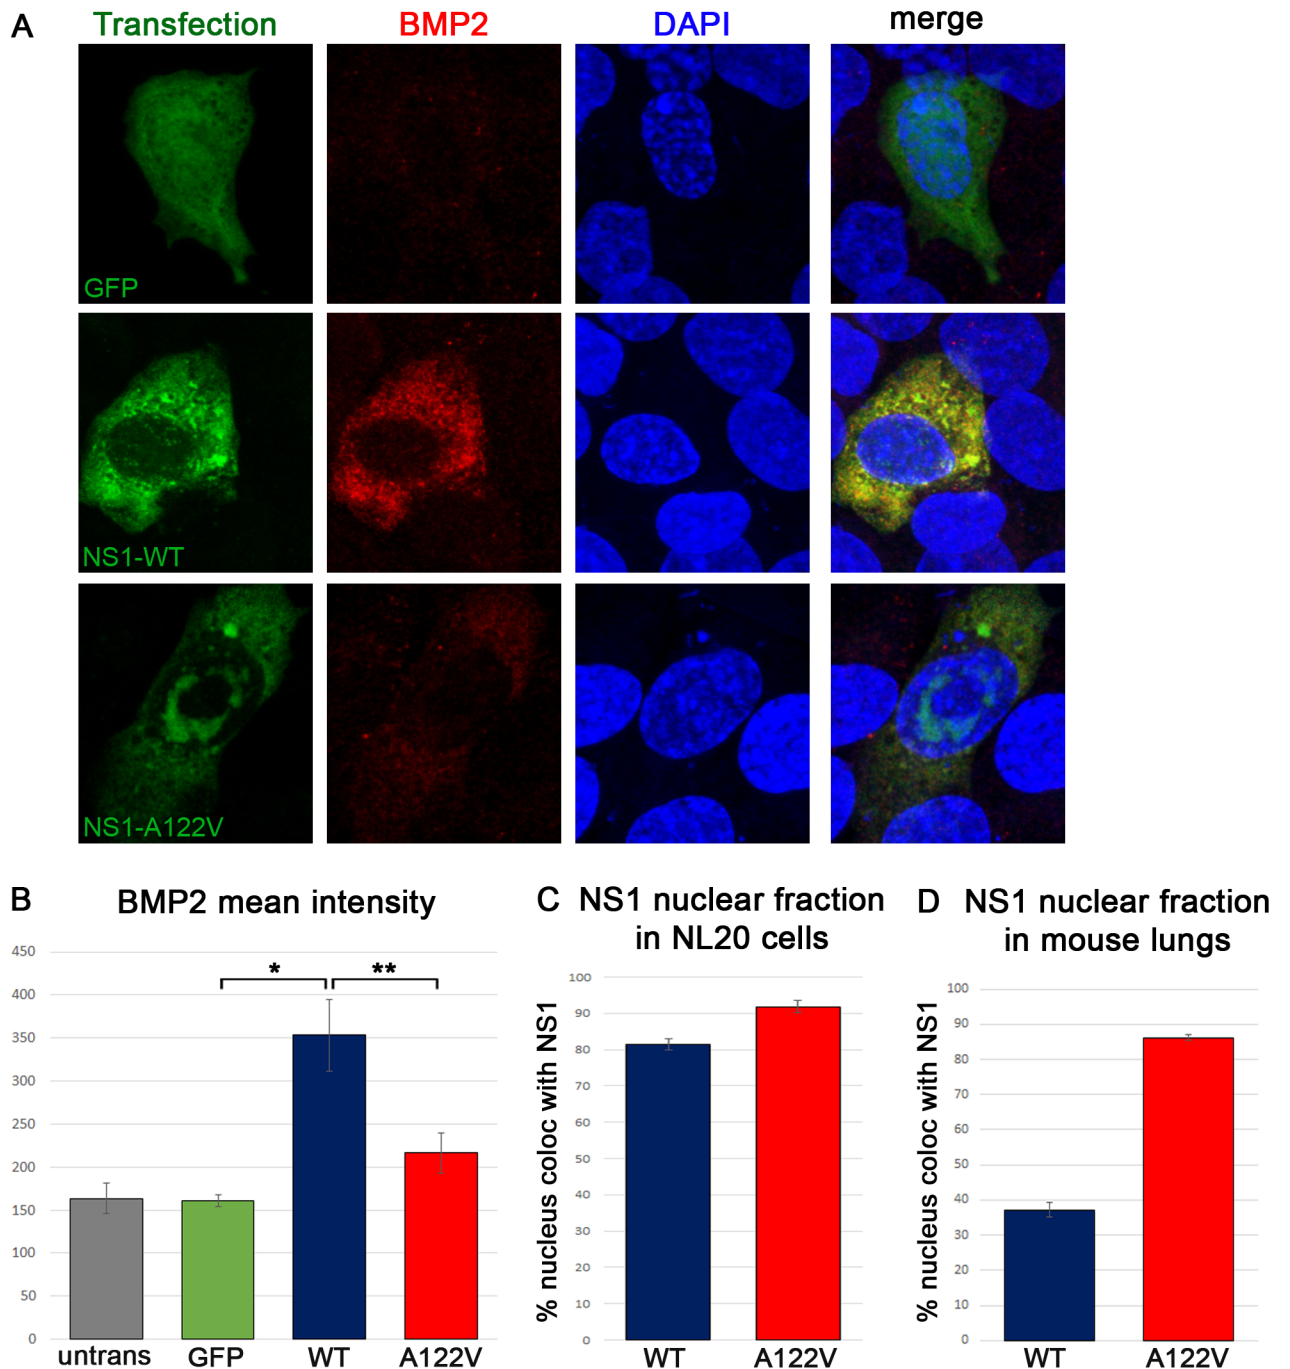 A
Transfection
BMP2
DAPI
merge
GFP
NS1-WT
NS1-A122V
B
BMP2 mean intensity
450
400
350
300
250
200
150
100
50
0
*
**
untrans
GFP
WT
A122V
C
NS1 nuclear fraction
in NL20 cells
% nucleus coloc with NS1
100
90
80
70
60
50
40
30
20
10
0
WT
A122V
D
NS1 nuclear fraction
in mouse lungs
% nucleus coloc with NS1
100
90
80
70
60
50
40
30
20
10
0
WT
A122V